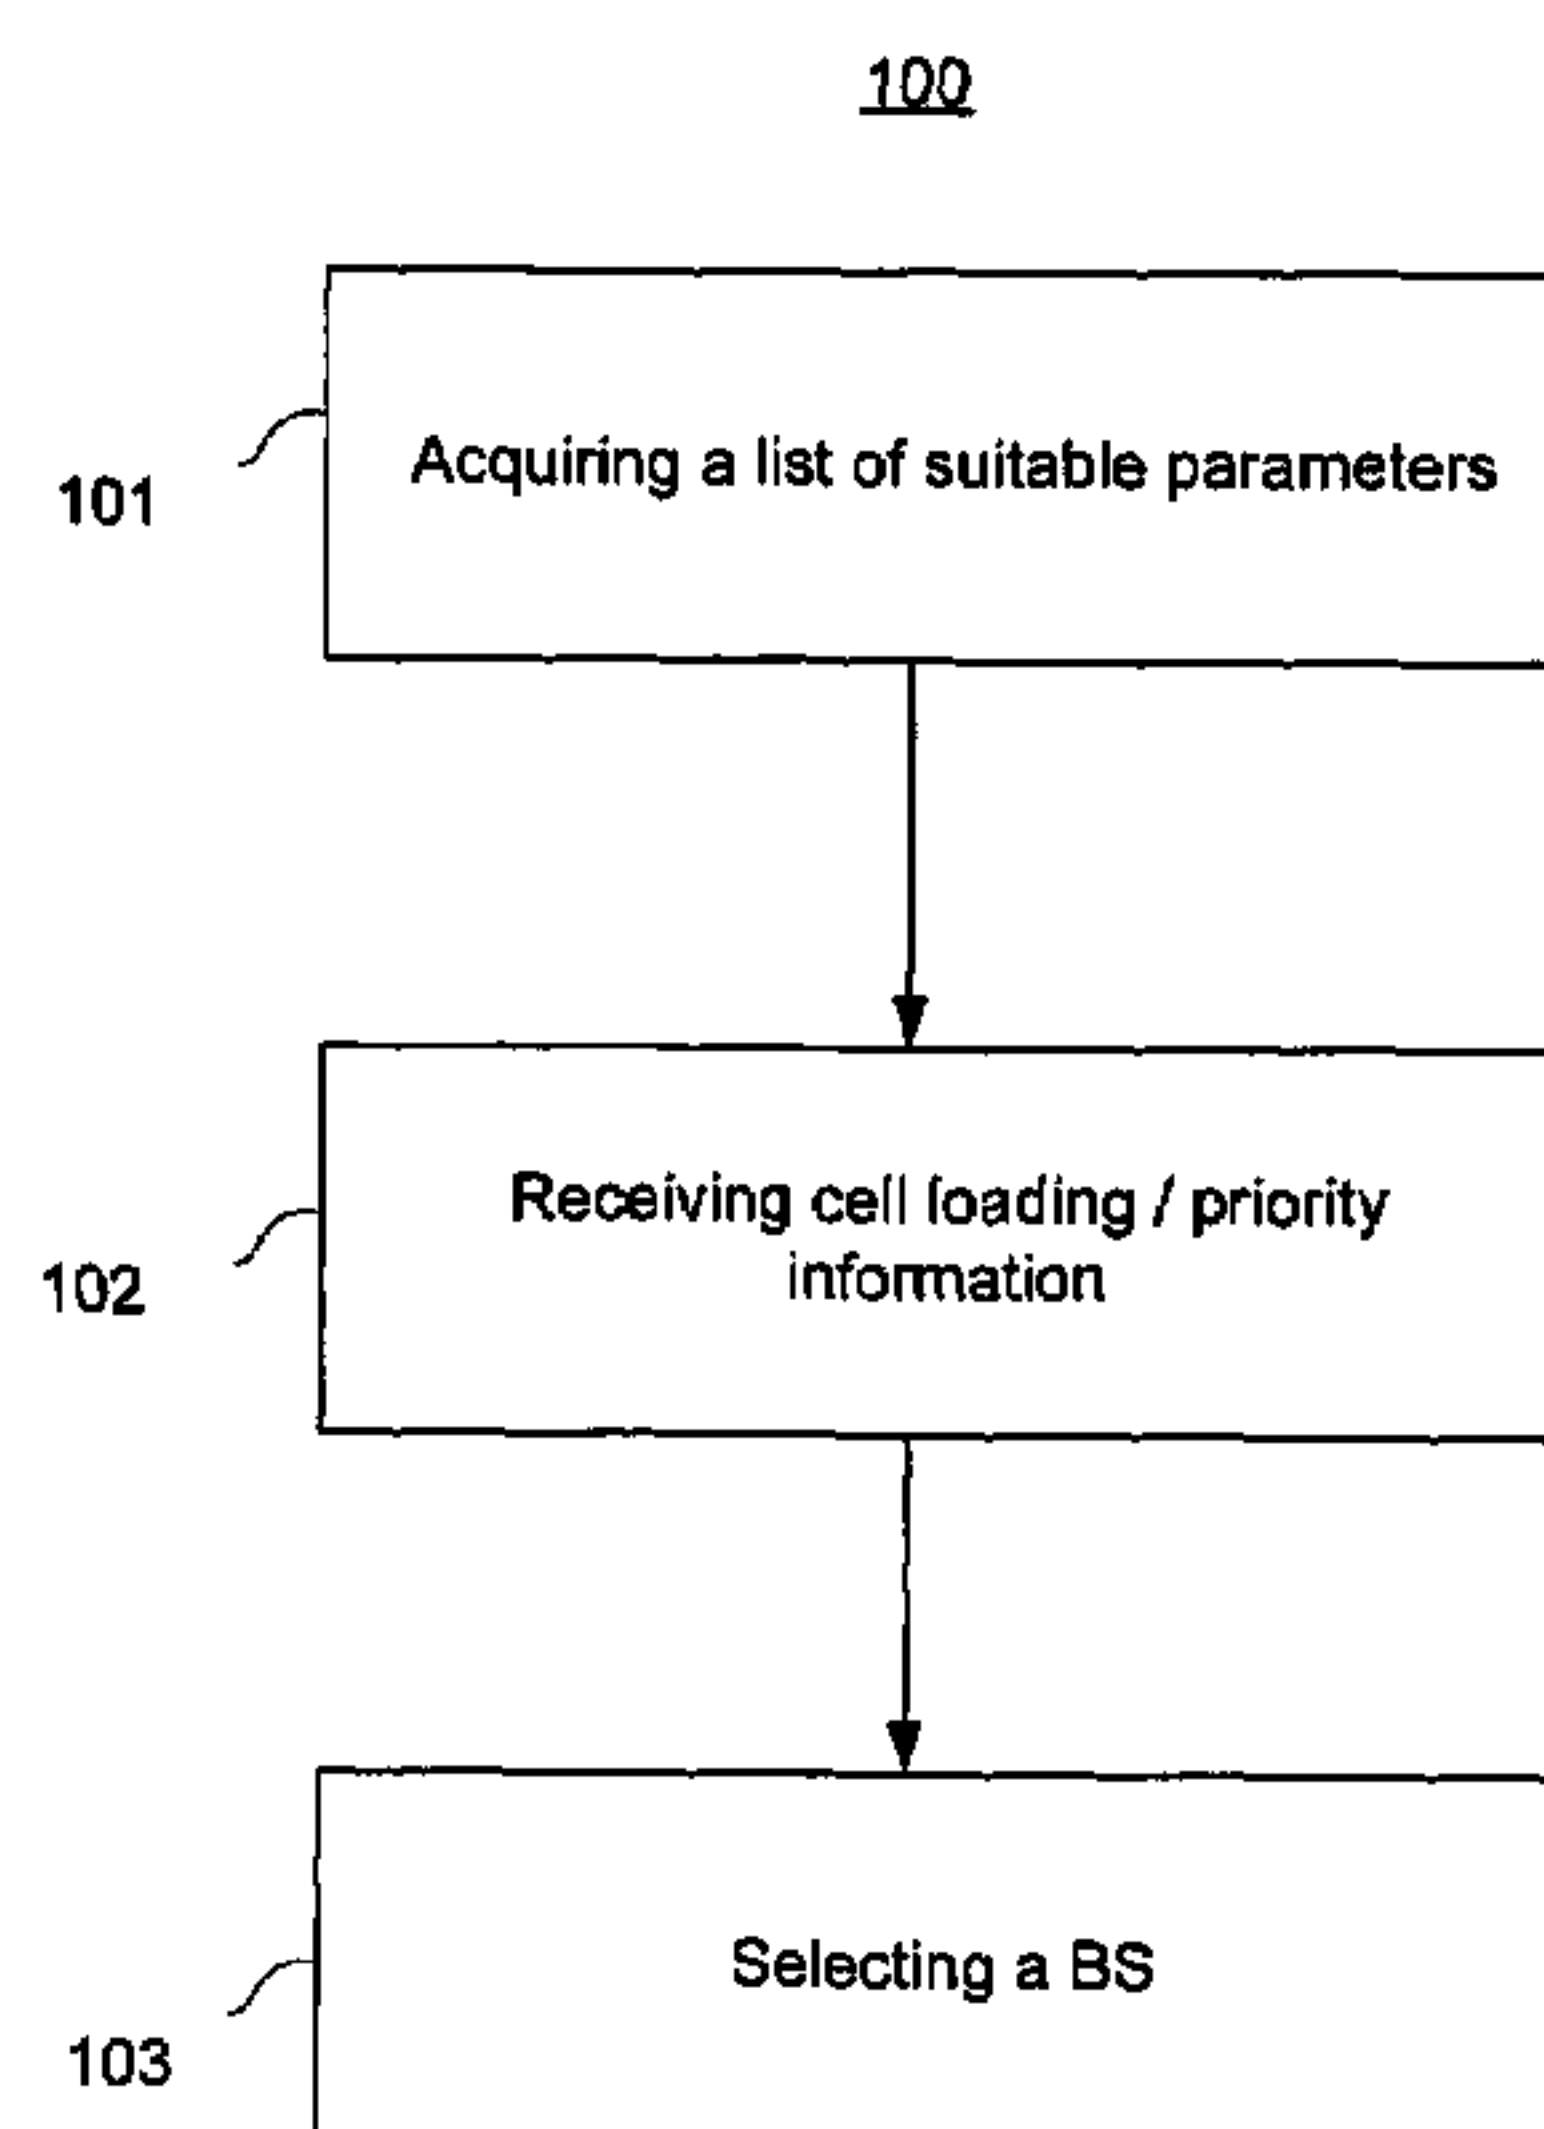 100
Acquiring a list of suitable parameters
101
Receiving cell loading / priority
information
102
Selecting a BS
103